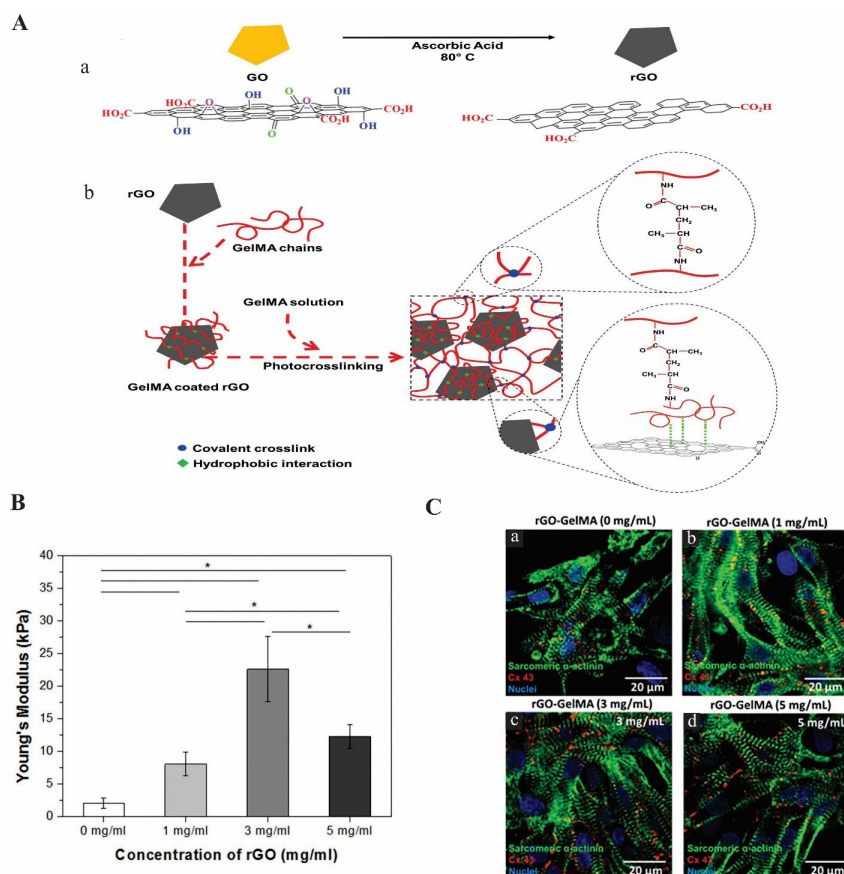 A
Ascorbic Acid
80° C
GO
rGO
a
HO₂C
HO₂C
OH
O
O
OH
O
CO₂H
CO₂H
OH
O
OH
CO₂H
HO₂C
HO₂C
b
rGO
GelMA chains
GelMA solution
Photocrosslinking
GelMA coated rGO
Covalent crosslink
Hydrophobic interaction
NH
O
CH₃
CH₂
CH₃
O
NH
NH
O
CH₃
CH₂
CH₃
O
NH
B
Young's Modulus (kPa)
40
35
30
25
20
15
10
5
0
*
*
*
0 mg/ml
1 mg/ml
3 mg/ml
5 mg/ml
Concentration of rGO (mg/ml)
C
rGO-GelMA (0 mg/mL)
a
Sarcomeric α-actinin
Cx 43
Nuclei
20 μm
rGO-GelMA (1 mg/mL)
b
Sarcomeric α-actinin
Cx 43
Nuclei
20 μm
rGO-GelMA (3 mg/mL)
c
3 mg/mL
Sarcomeric α-actinin
Cx 43
Nuclei
20 μm
rGO-GelMA (5 mg/mL)
d
5 mg/mL
Sarcomeric α-actinin
Cx 43
Nuclei
20 μm